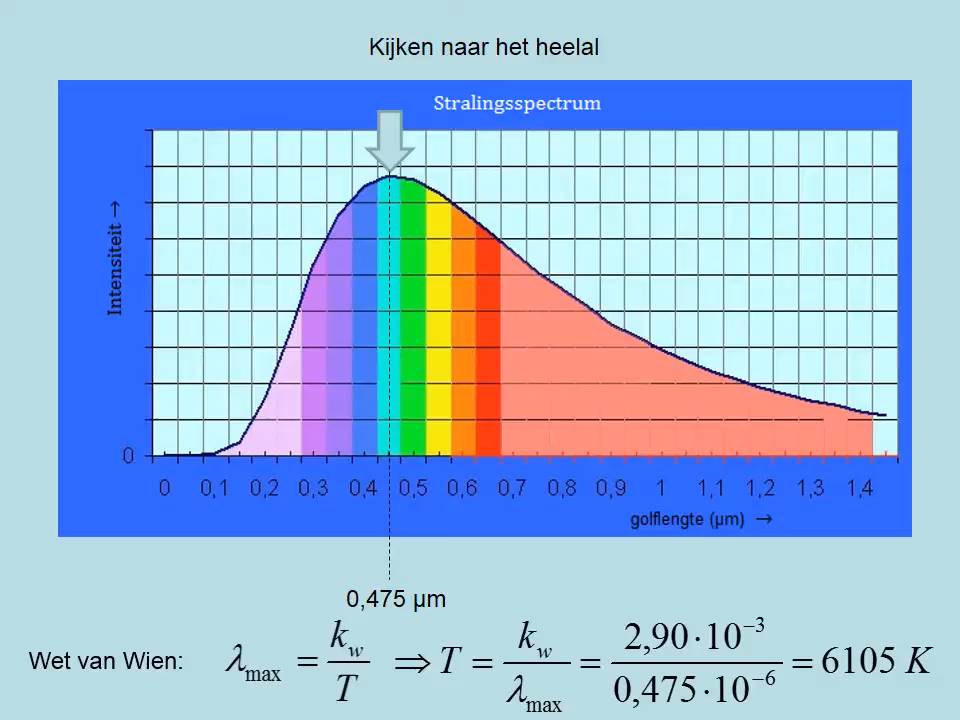 Kijken naar het heelal
Stralingsspectrum
Intensiteit →
0
0 0,1 0,2 0,3 0,4 0,5 0,6 0,7 0,8 0,9 1 1,1 1,2 1,3 1,4
golflengte (µm) →
0,475 µm
Wet van Wien: λmax = kw / T ⇒ T = kw / λmax = 2,90·10⁻³ / 0,475·10⁻⁶ = 6105 K